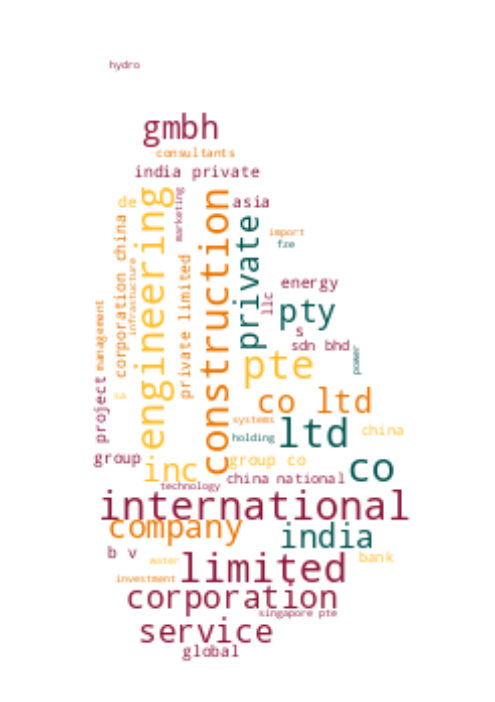 hydro
gmbh
consultants
india private
de
engineering
marketing
construction
asia
corporation china
private
import
fze
infrastucture
private limited
energy
llc
pty
s
sdn bhd
management
pte
power
project
co ltd
systems
ltd
china
holding
group
inc
group co
co
china national
technology
international
company
india
b v
water
limited
bank
investment
corporation
singapore pte
service
global